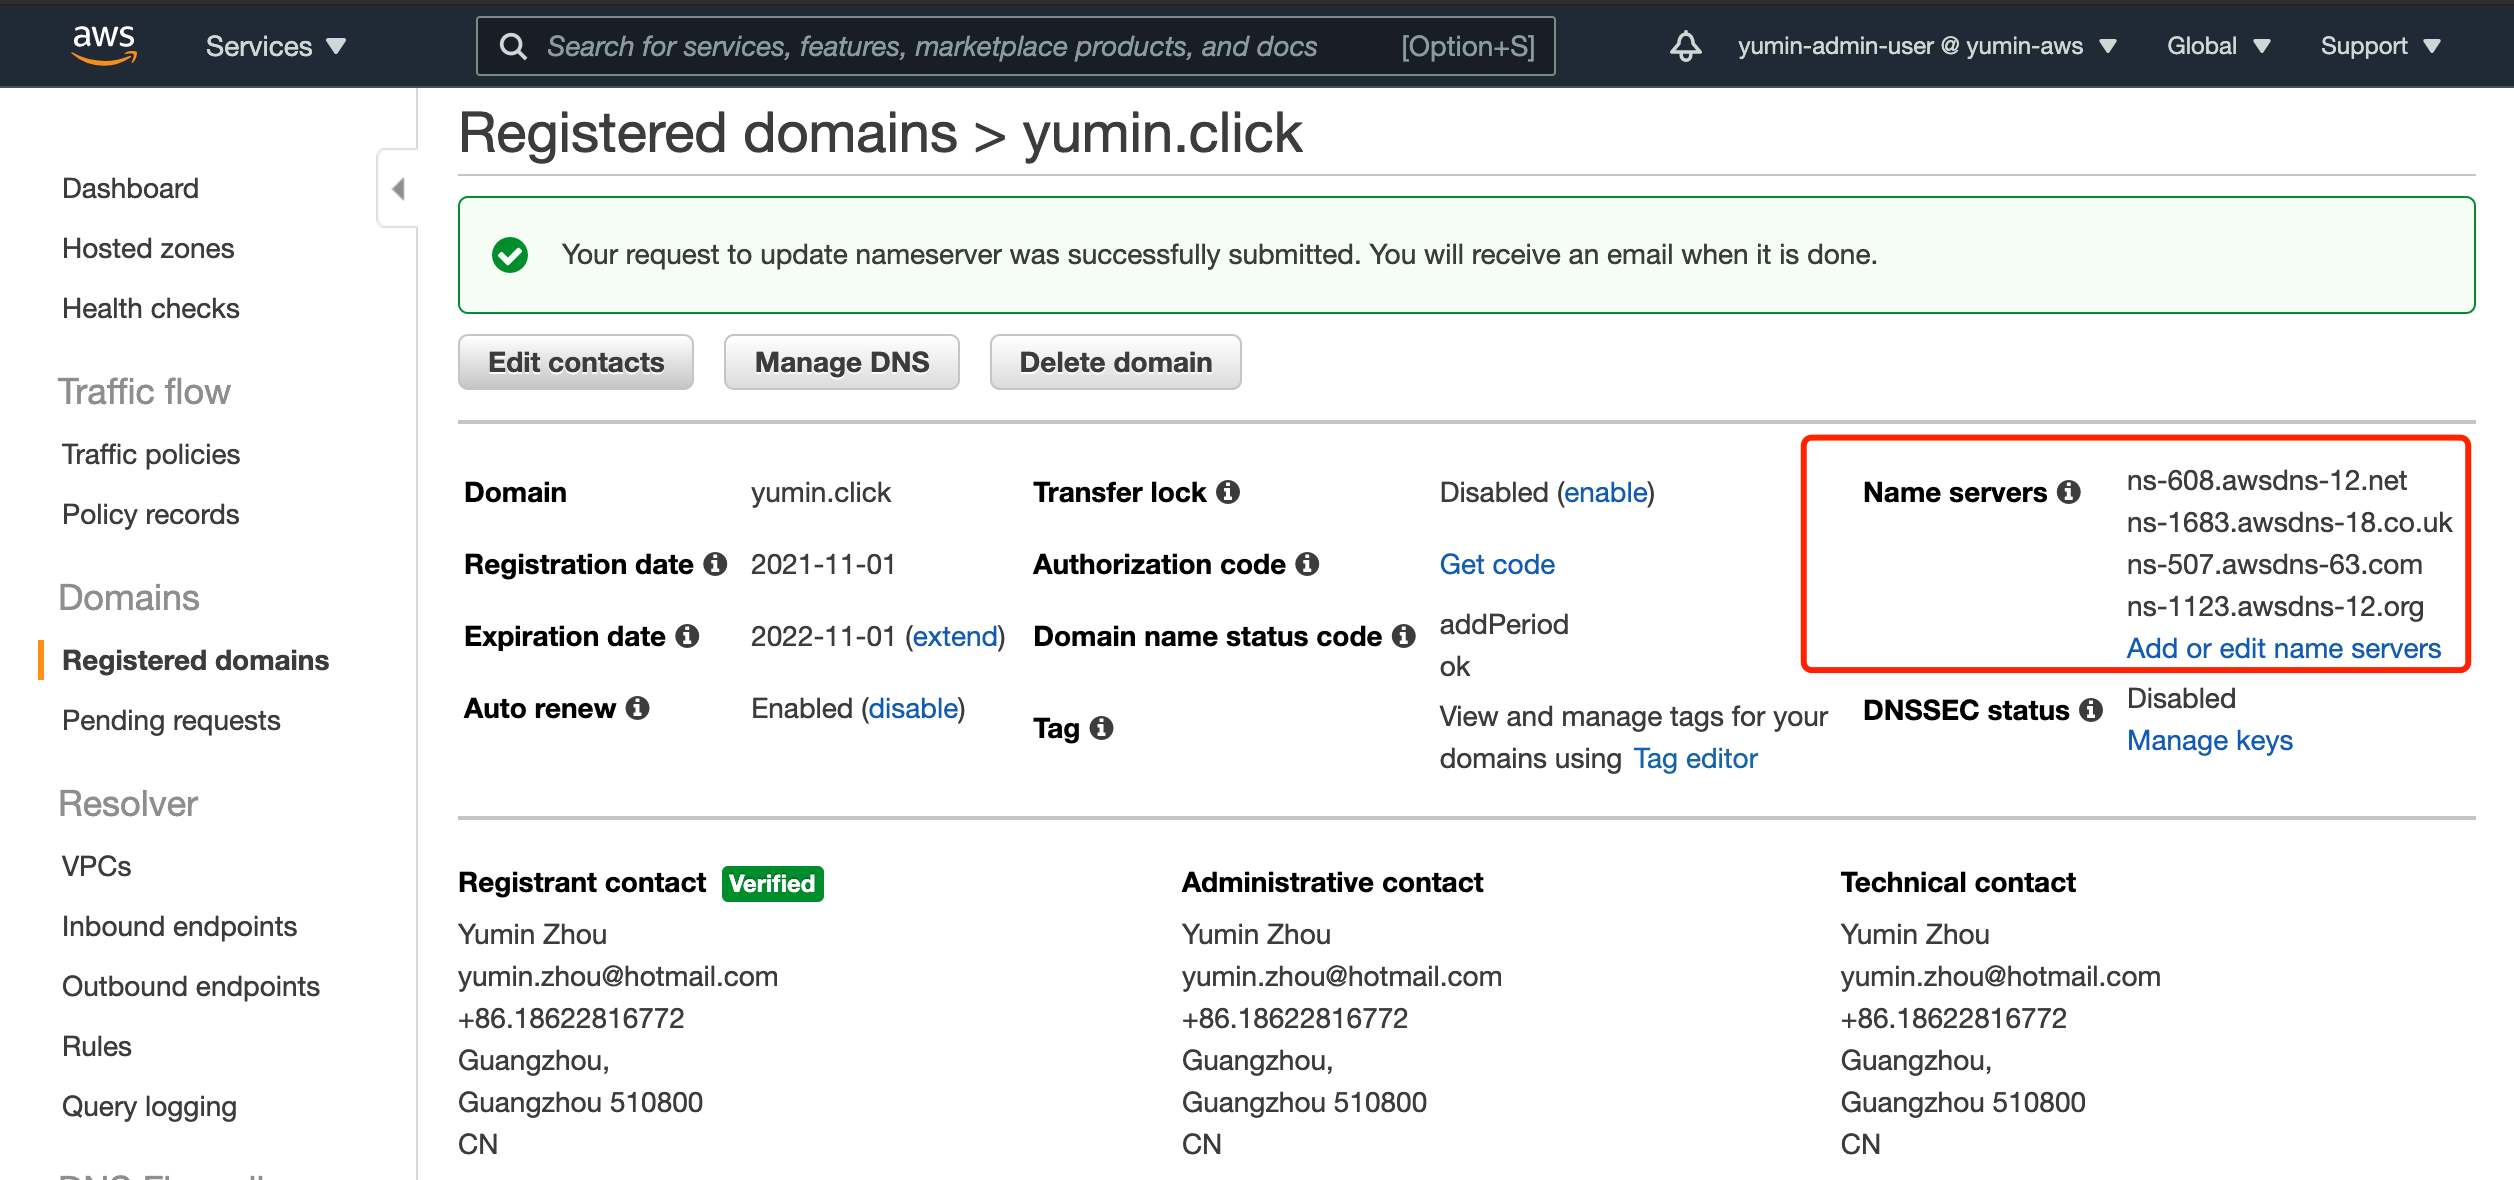 aws Services Search for services, features, marketplace products, and docs [Option+S] yumin-admin-user @ yumin-aws Global Support
Dashboard
Hosted zones
Health checks
Traffic flow
Traffic policies
Policy records
Domains
Registered domains
Pending requests
Resolver
VPCs
Inbound endpoints
Outbound endpoints
Rules
Query logging
Registered domains > yumin.click
Your request to update nameserver was successfully submitted. You will receive an email when it is done.
Edit contacts Manage DNS Delete domain
Domain yumin.click
Registration date 2021-11-01
Expiration date 2022-11-01 (extend)
Auto renew Enabled (disable)
Transfer lock Disabled (enable)
Authorization code Get code
Domain name status code addPeriod
ok
Tag View and manage tags for your
domains using Tag editor
Name servers ns-608.awsdns-12.net
ns-1683.awsdns-18.co.uk
ns-507.awsdns-63.com
ns-1123.awsdns-12.org
Add or edit name servers
DNSSEC status Disabled
Manage keys
Registrant contact Verified
Yumin Zhou
yumin.zhou@hotmail.com
+86.18622816772
Guangzhou,
Guangzhou 510800
CN
Administrative contact
Yumin Zhou
yumin.zhou@hotmail.com
+86.18622816772
Guangzhou,
Guangzhou 510800
CN
Technical contact
Yumin Zhou
yumin.zhou@hotmail.com
+86.18622816772
Guangzhou,
Guangzhou 510800
CN